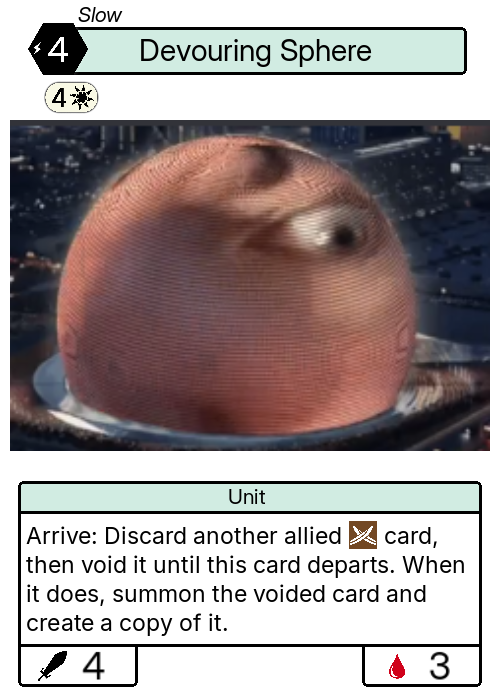 Slow
4 Devouring Sphere
4
Unit
Arrive: Discard another allied card,
then void it until this card departs. When
it does, summon the voided card and
create a copy of it.
4 3